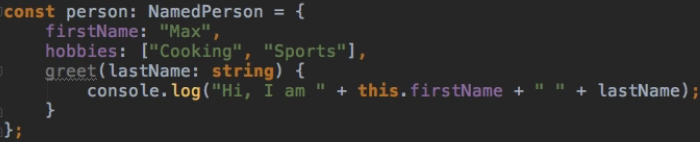 const person: NamedPerson = {
    firstName: "Max",
    hobbies: ["Cooking", "Sports"],
    greet(lastName: string) {
        console.log("Hi, I am " + this.firstName + " " + lastName);
    }
};